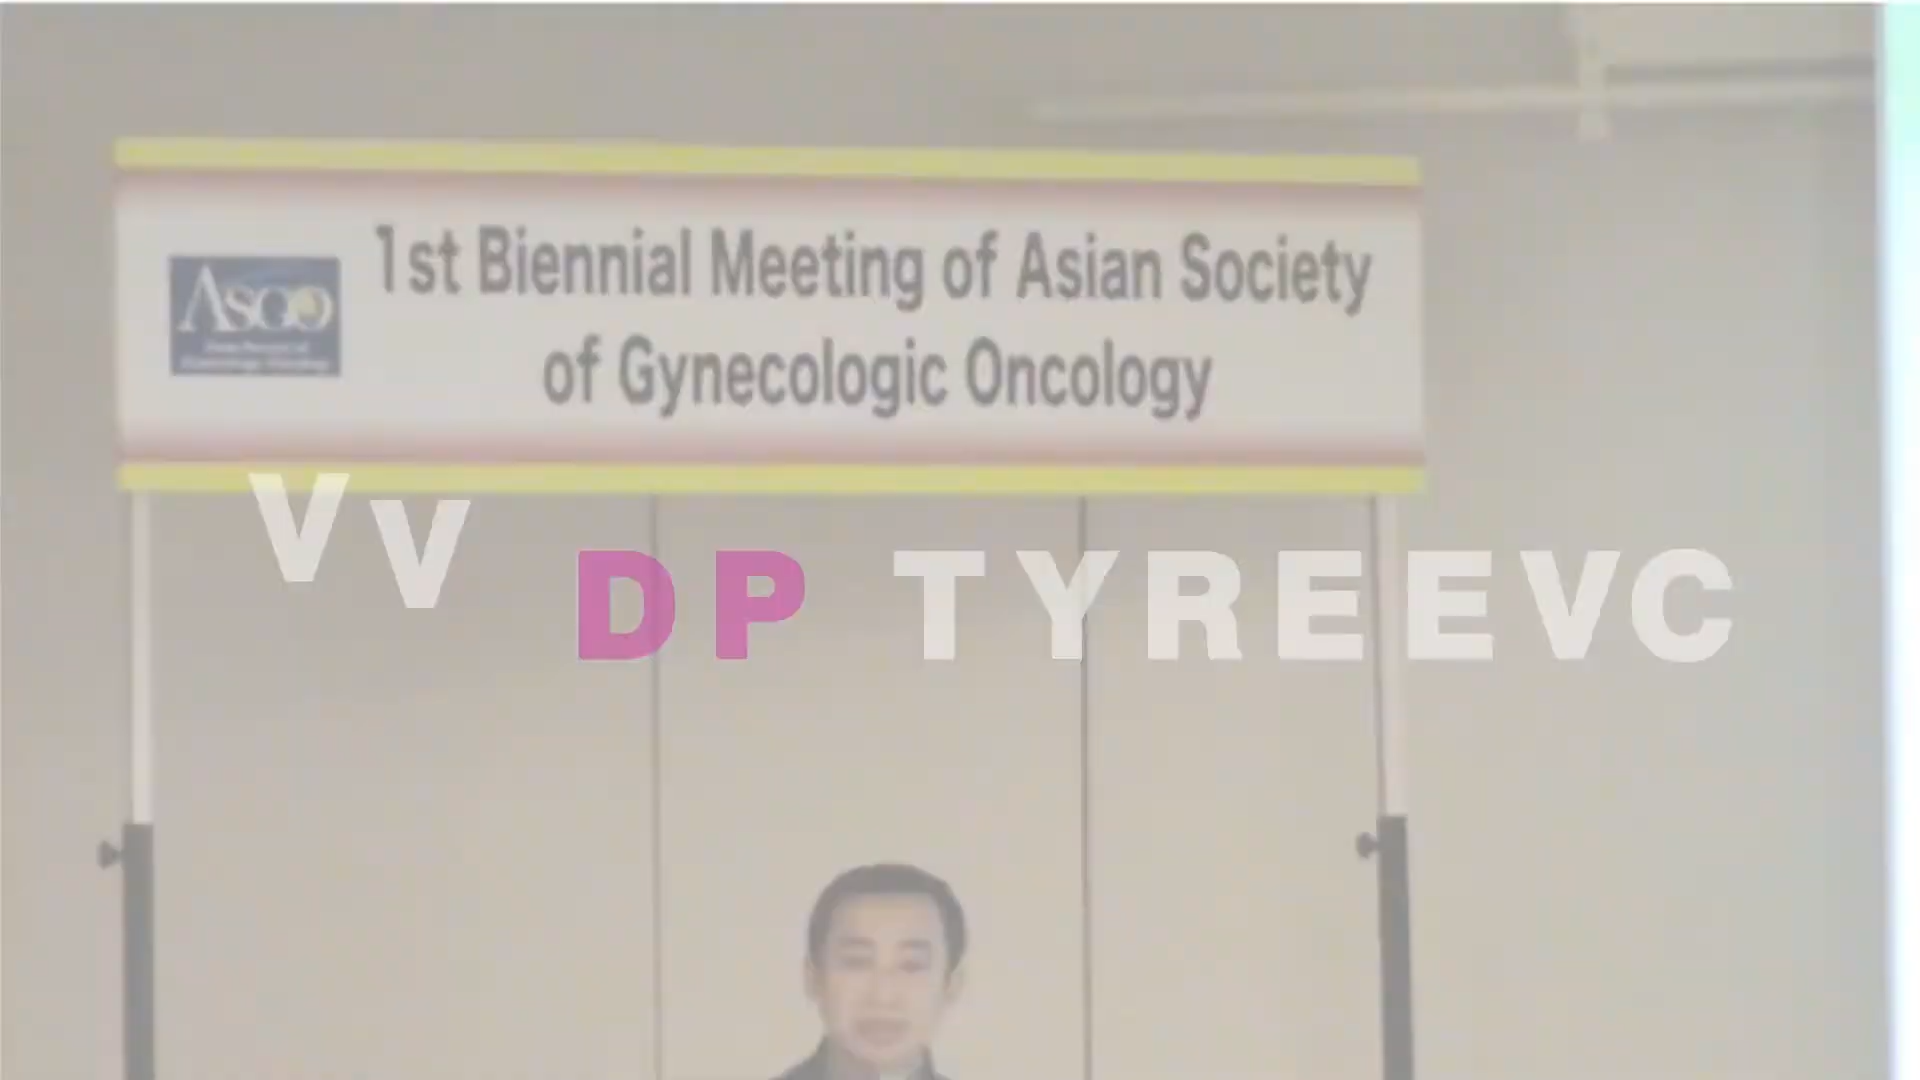 1st Biennial Meeting of Asian Society
of Gynecologic Oncology
ASGO
VV DP TYREEVC